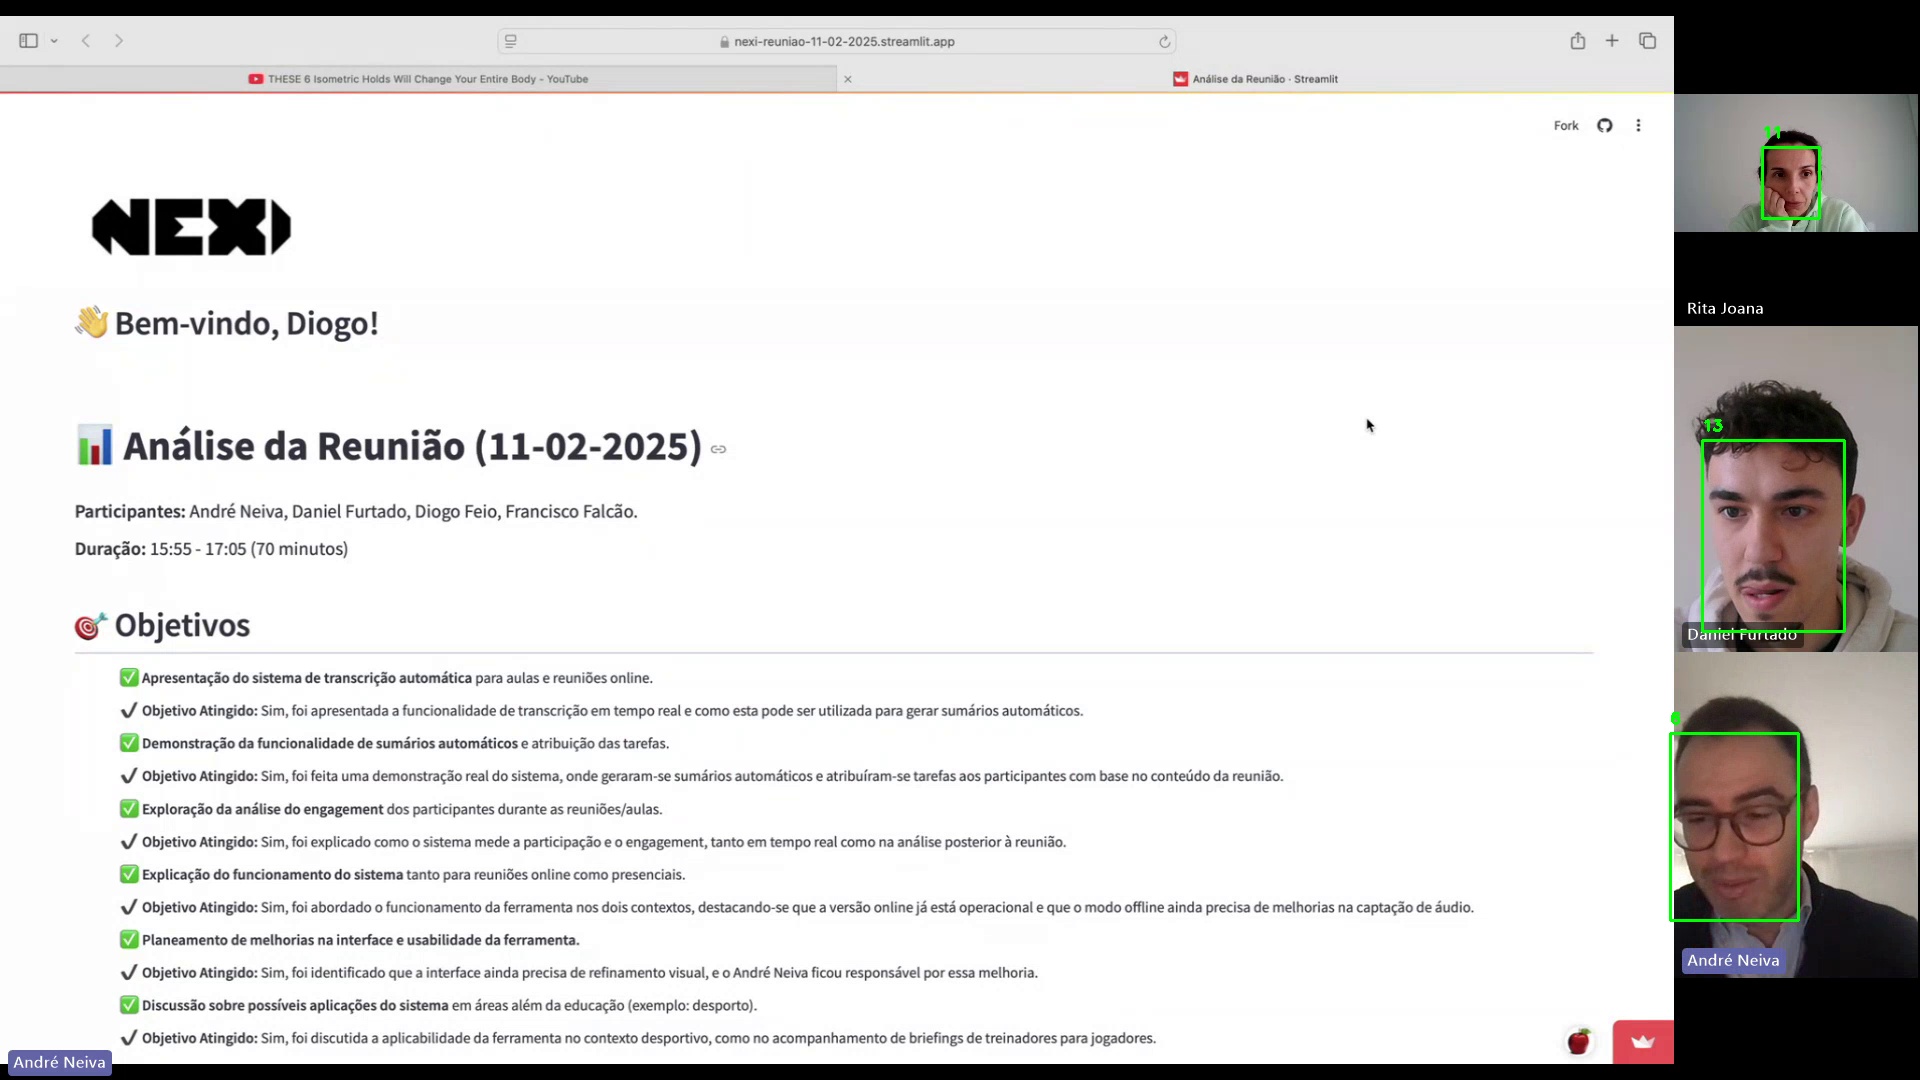 nexi-reuniao-11-02-2025.streamlit.app
THESE 6 Isometric Holds Will Change Your Entire Body - YouTube
Análise da Reunião · Streamlit
Fork
NEXI
Bem-vindo, Diogo!
Análise da Reunião (11-02-2025)
Participantes: André Neiva, Daniel Furtado, Diogo Feio, Francisco Falcão.
Duração: 15:55 - 17:05 (70 minutos)
Objetivos
Apresentação do sistema de transcrição automática para aulas e reuniões online.
Objetivo Atingido: Sim, foi apresentada a funcionalidade de transcrição em tempo real e como esta pode ser utilizada para gerar sumários automáticos.
Demonstração da funcionalidade de sumários automáticos e atribuição das tarefas.
Objetivo Atingido: Sim, foi feita uma demonstração real do sistema, onde geraram-se sumários automáticos e atribuíram-se tarefas aos participantes com base no conteúdo da reunião.
Exploração da análise do engagement dos participantes durante as reuniões/aulas.
Objetivo Atingido: Sim, foi explicado como o sistema mede a participação e o engagement, tanto em tempo real como na análise posterior à reunião.
Explicação do funcionamento do sistema tanto para reuniões online como presenciais.
Objetivo Atingido: Sim, foi abordado o funcionamento da ferramenta nos dois contextos, destacando-se que a versão online já está operacional e que o modo offline ainda precisa de melhorias na captação de áudio.
Planeamento de melhorias na interface e usabilidade da ferramenta.
Objetivo Atingido: Sim, foi identificado que a interface ainda precisa de refinamento visual, e o André Neiva ficou responsável por essa melhoria.
Discussão sobre possíveis aplicações do sistema em áreas além da educação (exemplo: desporto).
Objetivo Atingido: Sim, foi discutida a aplicabilidade da ferramenta no contexto desportivo, como no acompanhamento de briefings de treinadores para jogadores.
André Neiva
11
Rita Joana
13
Daniel Furtado
André Neiva